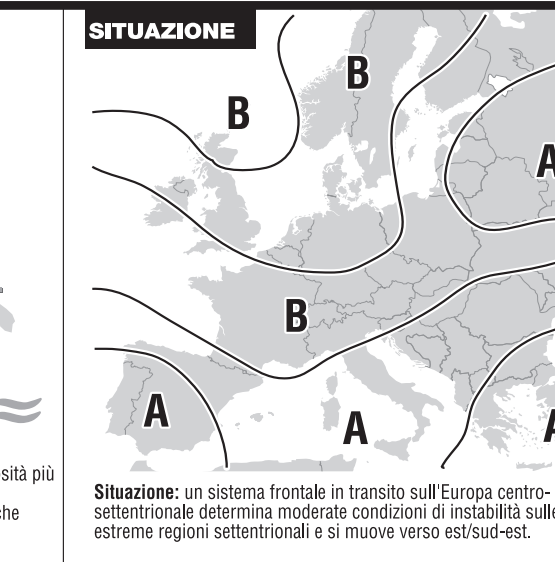 SITUAZIONE
B
B
A
B
A
A
A
sità più
che
Situazione: un sistema frontale in transito sull'Europa centro-
settentrionale determina moderate condizioni di instabilità sulle
estreme regioni settentrionali e si muove verso est/sud-est.